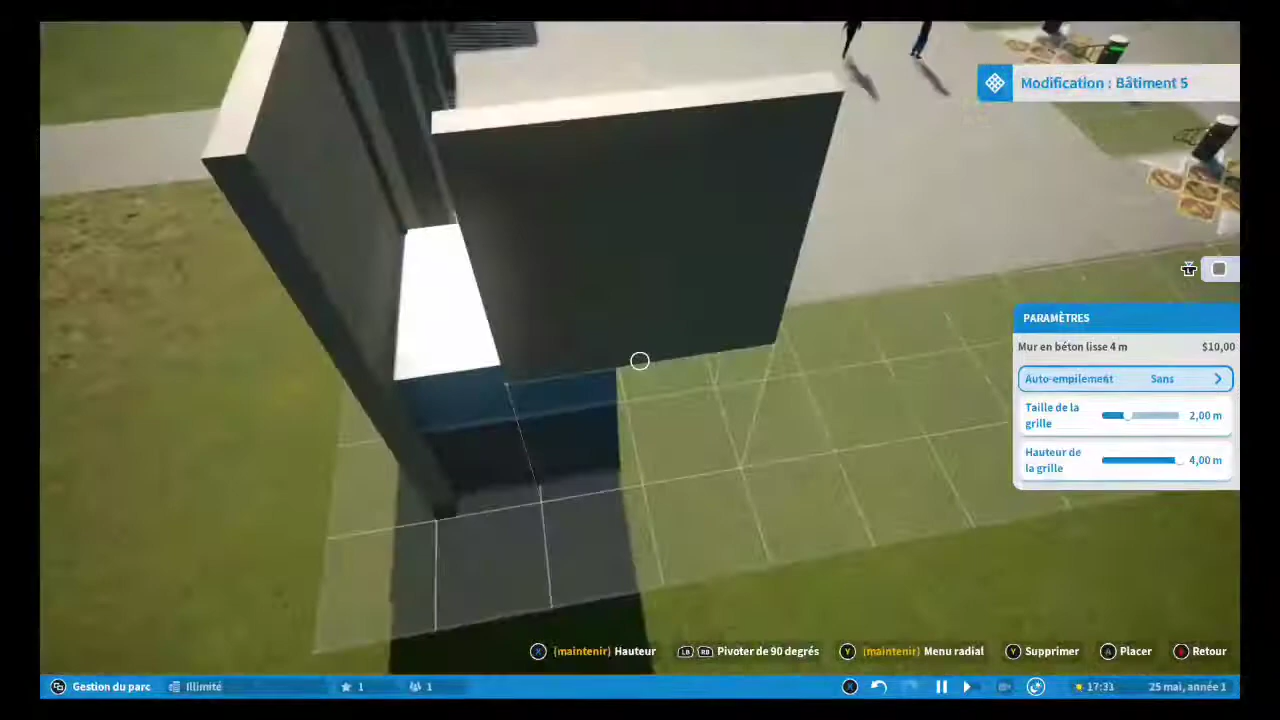 Modification : Bâtiment 5
PARAMÈTRES
Mur en béton lisse 4 m $10,00
Auto-empilement Sans
Taille de la grille 2,00 m
Hauteur de la grille 4,00 m
X (maintenir) Hauteur LB RB Pivoter de 90 degrés Y (maintenir) Menu radial Y Supprimer A Placer B Retour
Gestion du parc Illimité 1 1 17:31 25 mai, année 1